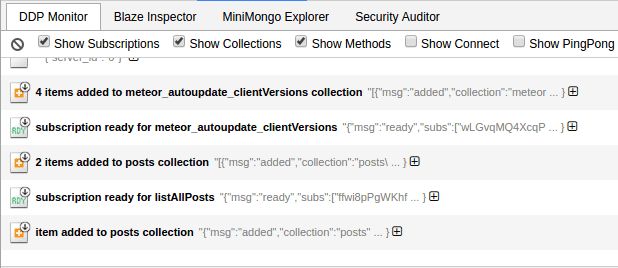 DDP Monitor Blaze Inspector MiniMongo Explorer Security Auditor
Show Subscriptions Show Collections Show Methods Show Connect Show PingPong
4 items added to meteor_autoupdate_clientVersions collection "[{"msg":"added","collection":"meteor ... }
RDY subscription ready for meteor_autoupdate_clientVersions "{"msg":"ready","subs":["wLGvqMQ4XcqP ... }
2 items added to posts collection "[{"msg":"added","collection":"posts\ ... }
RDY subscription ready for listAllPosts "{"msg":"ready","subs":["ffwi8pPgWKhf ... }
item added to posts collection "{"msg":"added","collection":"posts" ... }